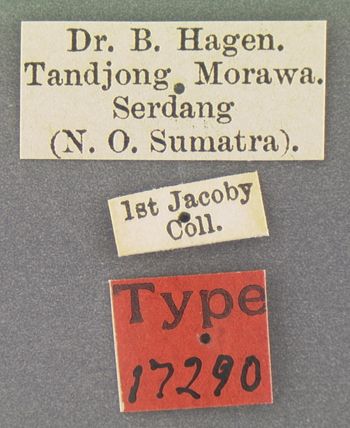 Dr. B. Hagen.
Tandjong Morawa.
Serdang
(N. O. Sumatra).
1st Jacoby
Coll.
Type
17290